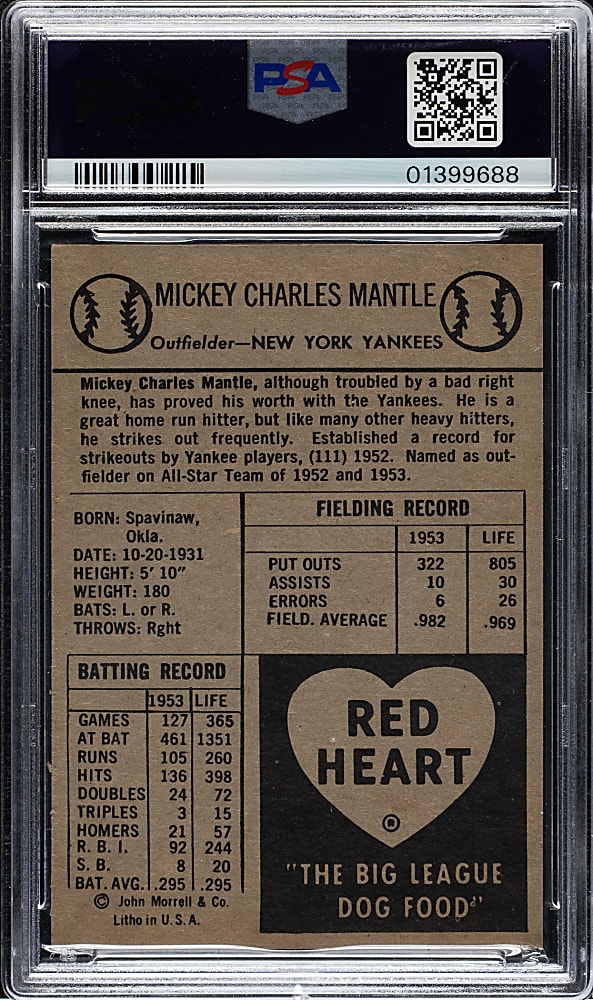 PSA
01399688
MICKEY CHARLES MANTLE
Outfielder—NEW YORK YANKEES
Mickey Charles Mantle, although troubled by a bad right
knee, has proved his worth with the Yankees. He is a
great home run hitter, but like many other heavy hitters,
he strikes out frequently. Established a record for
strikeouts by Yankee players, (111) 1952. Named as out-
fielder on All-Star Team of 1952 and 1953.
BORN: Spavinaw,
Okla.
DATE: 10-20-1931
HEIGHT: 5' 10"
WEIGHT: 180
BATS: L. or R.
THROWS: Rght
FIELDING RECORD
1953 LIFE
PUT OUTS 322 805
ASSISTS 10 30
ERRORS 6 26
FIELD. AVERAGE .982 .969
BATTING RECORD
1953 LIFE
GAMES 127 365
AT BAT 461 1351
RUNS 105 260
HITS 136 398
DOUBLES 24 72
TRIPLES 3 15
HOMERS 21 57
R. B. I. 92 244
S. B. 8 20
BAT. AVG. .295 .295
© John Morrell & Co.
Litho in U. S. A.
RED
HEART
®
"THE BIG LEAGUE
DOG FOOD"